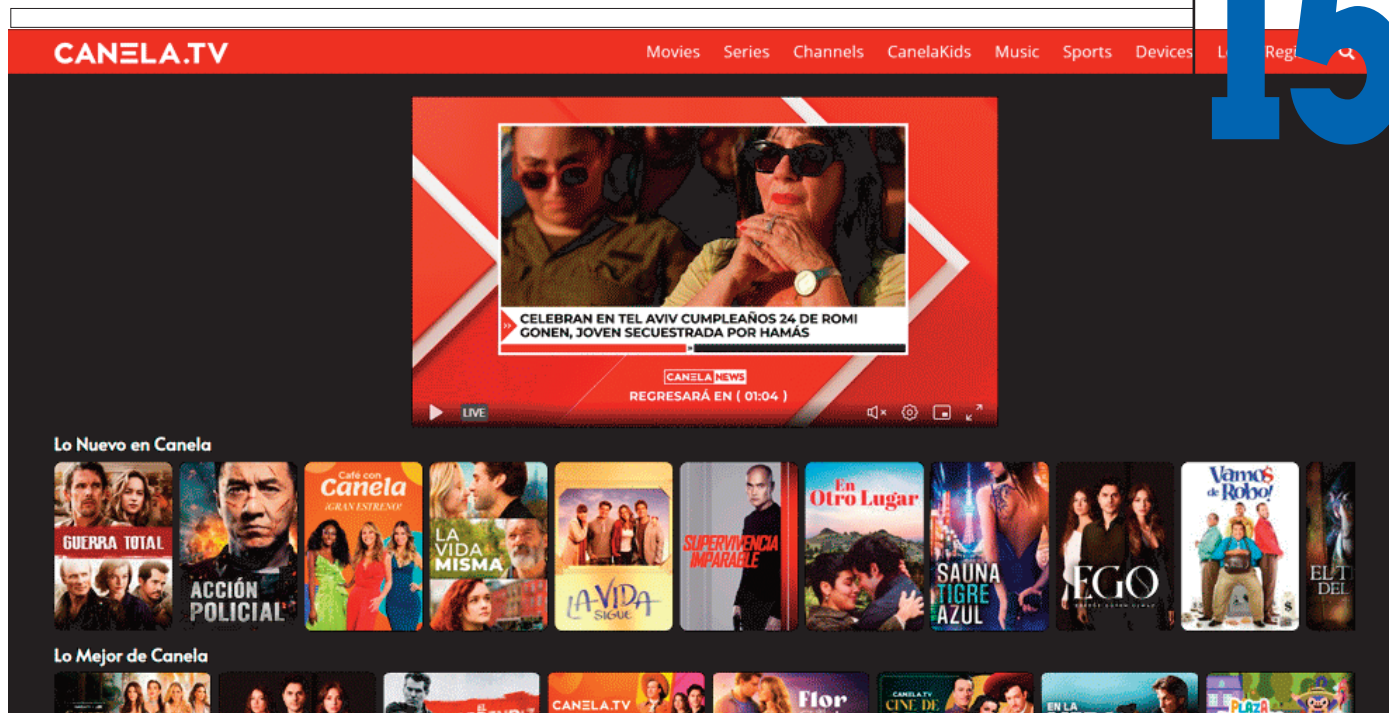 15
CANELA.TV
Movies Series Channels CanelaKids Music Sports Devices
CELEBRAN EN TEL AVIV CUMPLEAÑOS 24 DE ROMI
GONEN, JOVEN SECUESTRADA POR HAMÁS
CANELA NEWS
REGRESARÁ EN ( 01:04 )
LIVE
Lo Nuevo en Canela
GUERRA TOTAL
ACCIÓN
POLICIAL
Café con
Canela
¡GRAN ESTRENO!
LA
VIDA
MISMA
LA VIDA
SIGUE
SUPERVIVENCIA
IMPARABLE
En
Otro Lugar
SAUNA
TIGRE
AZUL
EGO
Vamos
de Robo!
EL
DEL
Lo Mejor de Canela
EL
CANELA.TV
Flor
CANELA.TV
CINE DE
EN LA
PLAZA